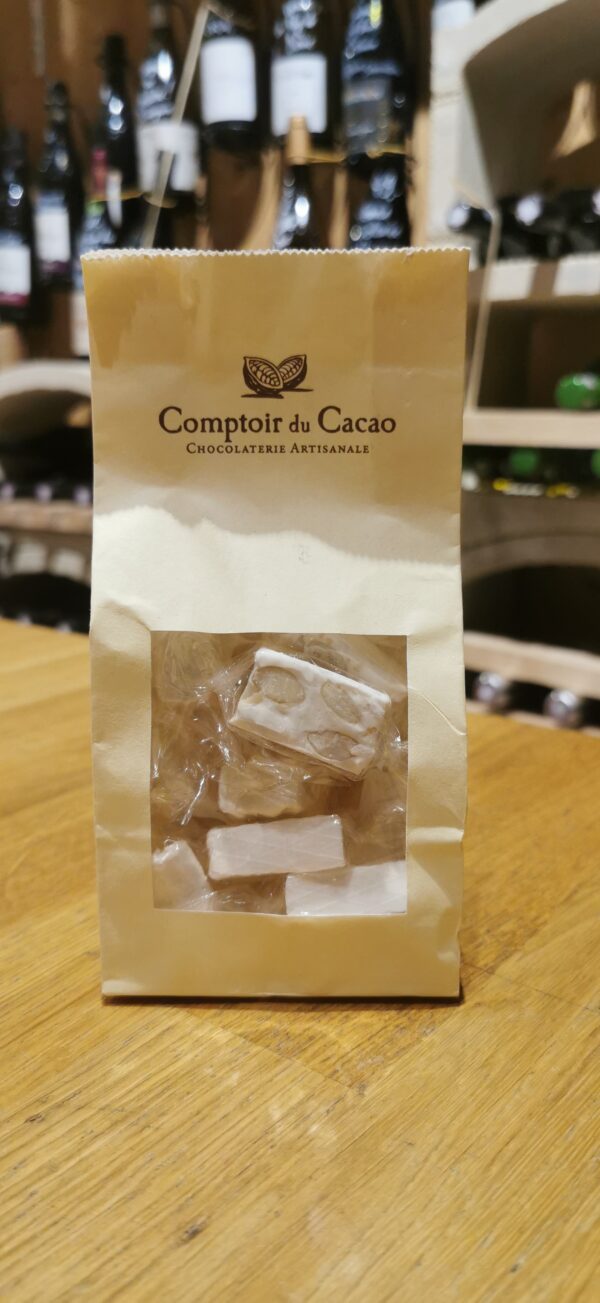 Comptoir du Cacao
Chocolaterie Artisanale